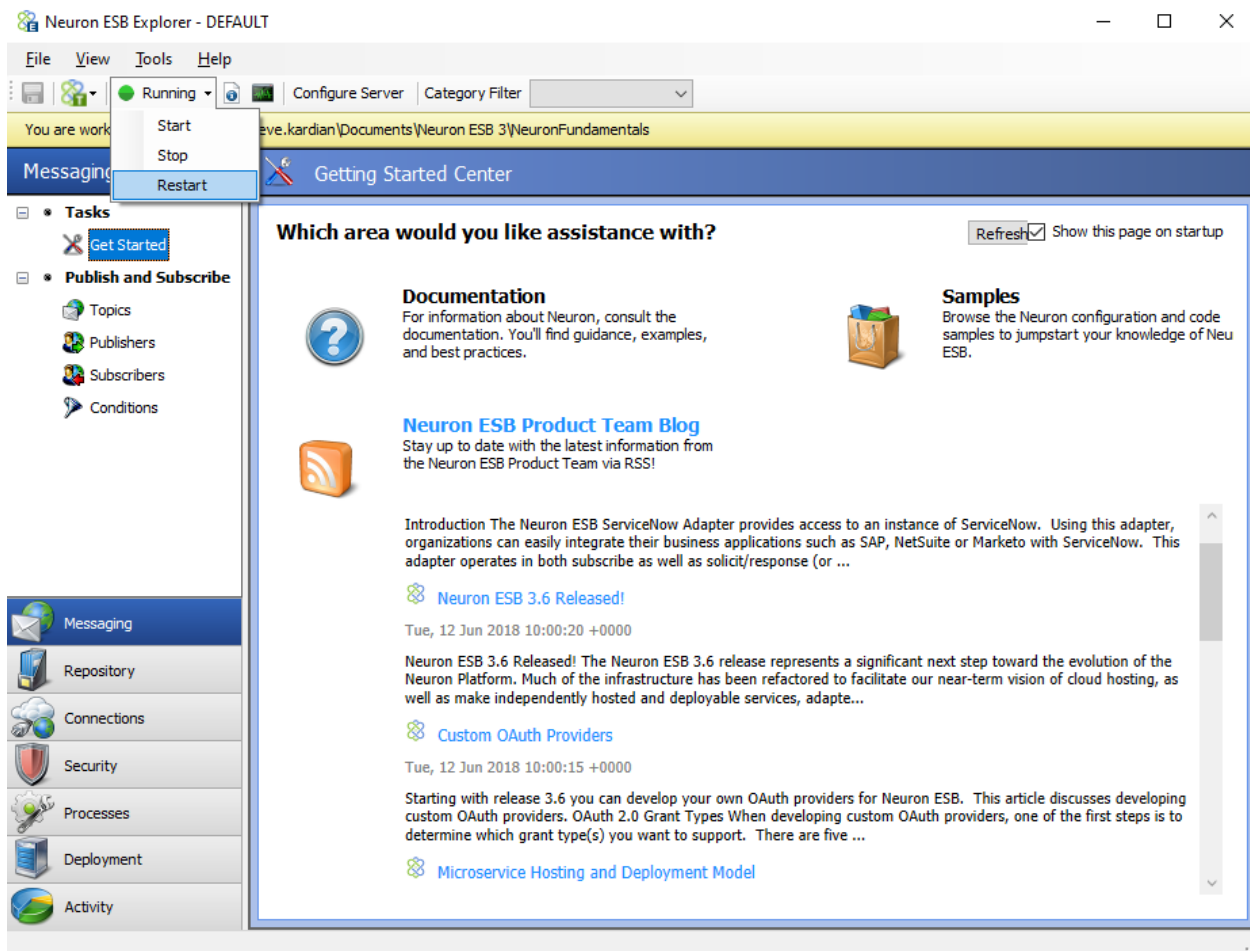 Neuron ESB Explorer - DEFAULT
File View Tools Help
Running Configure Server Category Filter
Start
Stop
Restart
You are work eve.kardian\Documents\Neuron ESB 3\NeuronFundamentals
Messaging
Getting Started Center
Tasks
Get Started
Publish and Subscribe
Topics
Publishers
Subscribers
Conditions
Messaging
Repository
Connections
Security
Processes
Deployment
Activity
Which area would you like assistance with?
Refresh Show this page on startup
Documentation
For information about Neuron, consult the
documentation. You'll find guidance, examples,
and best practices.
Samples
Browse the Neuron configuration and code
samples to jumpstart your knowledge of Neu
ESB.
Neuron ESB Product Team Blog
Stay up to date with the latest information from
the Neuron ESB Product Team via RSS!
Introduction The Neuron ESB ServiceNow Adapter provides access to an instance of ServiceNow. Using this adapter,
organizations can easily integrate their business applications such as SAP, NetSuite or Marketo with ServiceNow. This
adapter operates in both subscribe as well as solicit/response (or ...
Neuron ESB 3.6 Released!
Tue, 12 Jun 2018 10:00:20 +0000
Neuron ESB 3.6 Released! The Neuron ESB 3.6 release represents a significant next step toward the evolution of the
Neuron Platform. Much of the infrastructure has been refactored to facilitate our near-term vision of cloud hosting, as
well as make independently hosted and deployable services, adapte...
Custom OAuth Providers
Tue, 12 Jun 2018 10:00:15 +0000
Starting with release 3.6 you can develop your own OAuth providers for Neuron ESB. This article discusses developing
custom OAuth providers. OAuth 2.0 Grant Types When developing custom OAuth providers, one of the first steps is to
determine which grant type(s) you want to support. There are five ...
Microservice Hosting and Deployment Model